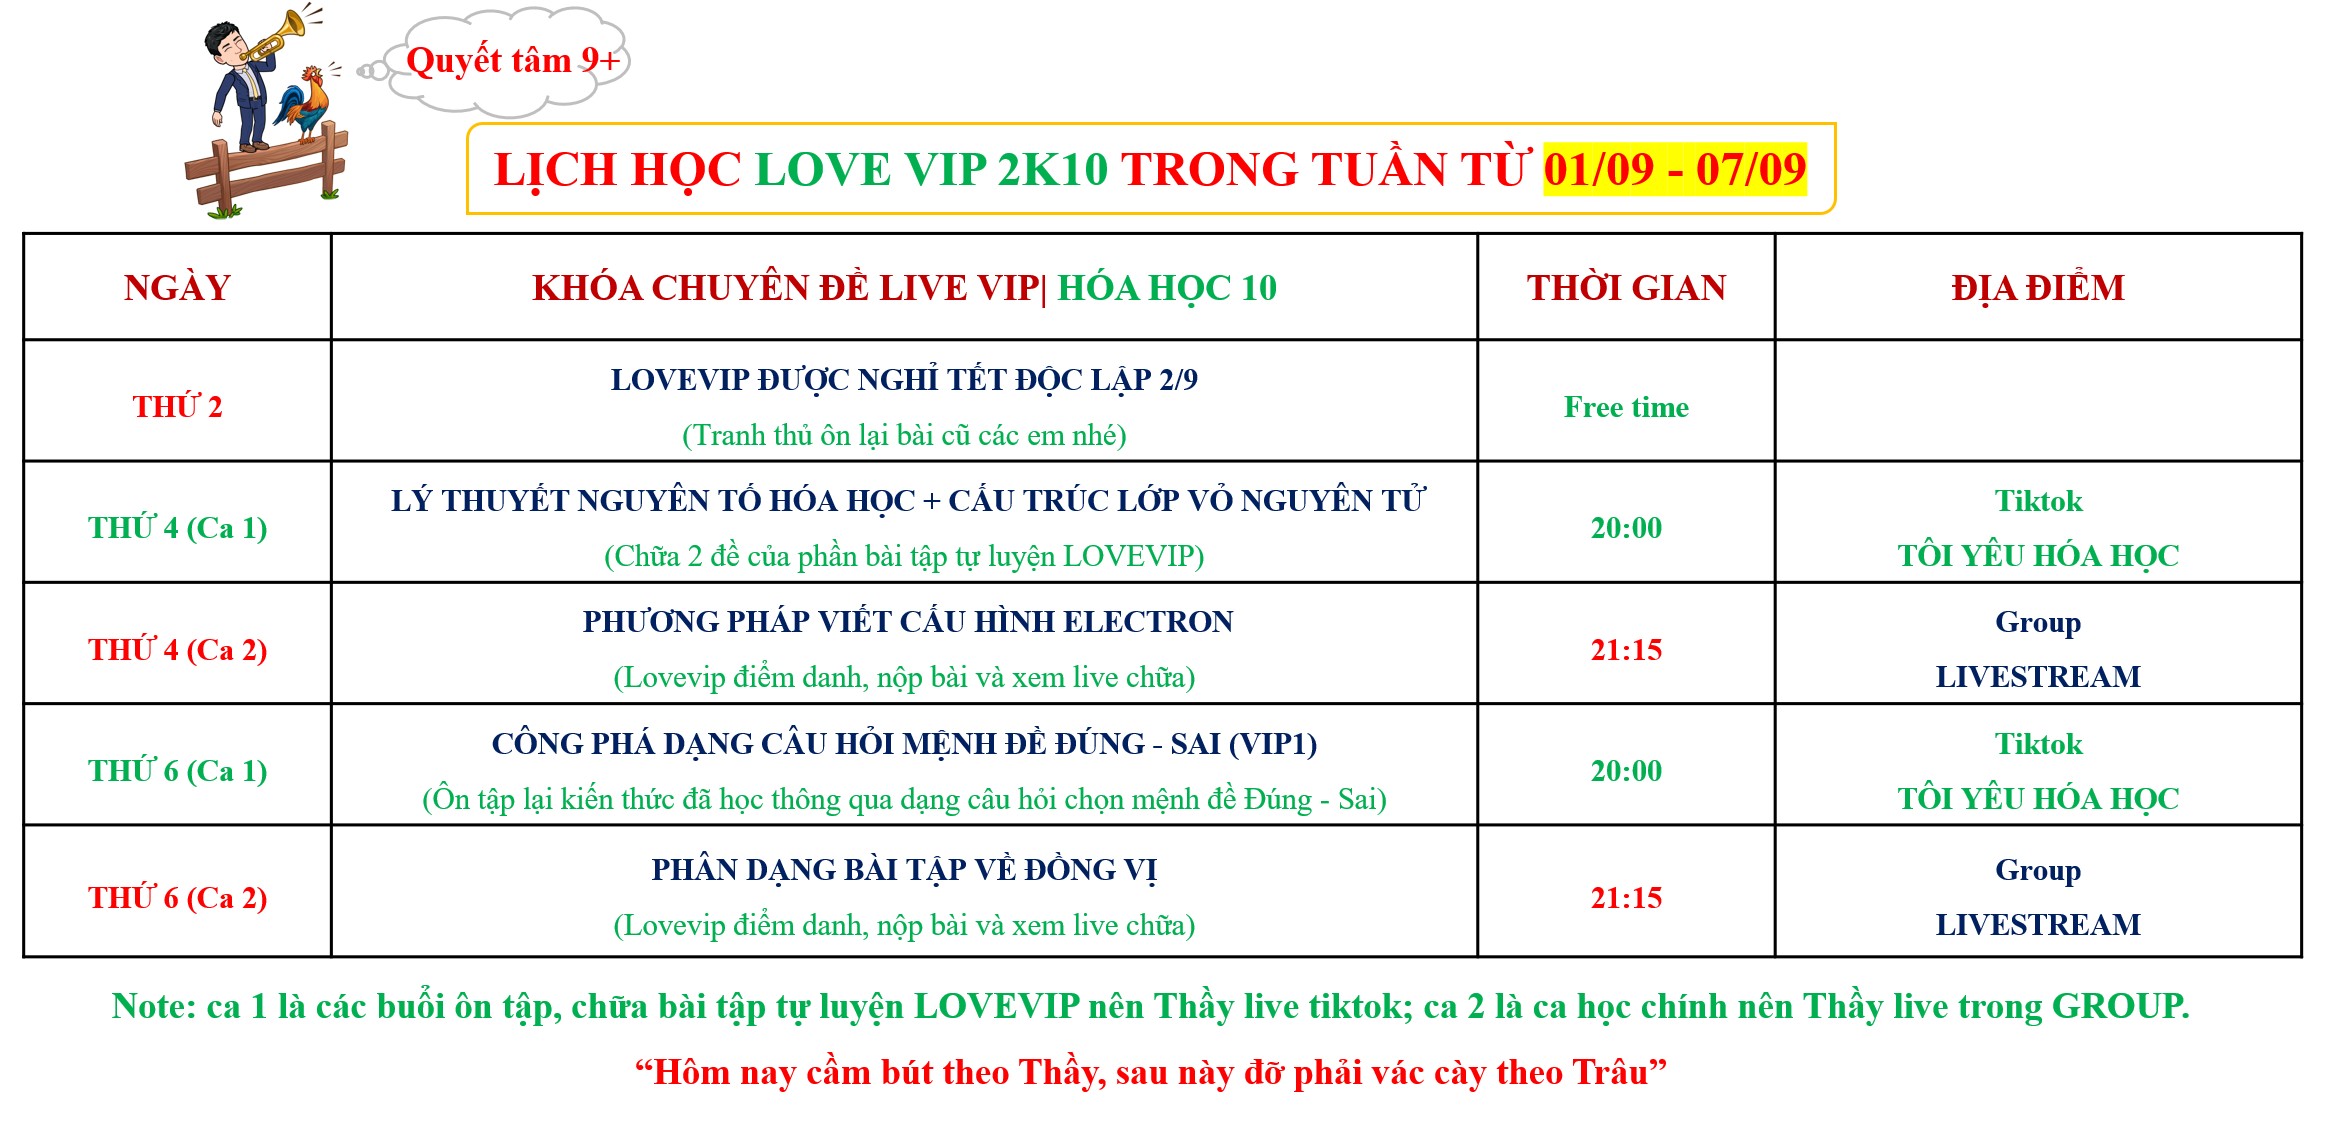 Quyết tâm 9+
LỊCH HỌC LOVE VIP 2K10 TRONG TUẦN TỪ 01/09 - 07/09
NGÀY
KHÓA CHUYÊN ĐỀ LIVE VIP| HÓA HỌC 10
THỜI GIAN
ĐỊA ĐIỂM
THỨ 2
LOVEVIP ĐƯỢC NGHỈ TẾT ĐỘC LẬP 2/9
(Tranh thủ ôn lại bài cũ các em nhé)
Free time
THỨ 4 (Ca 1)
LÝ THUYẾT NGUYÊN TỐ HÓA HỌC + CẤU TRÚC LỚP VỎ NGUYÊN TỬ
(Chữa 2 đề của phần bài tập tự luyện LOVEVIP)
20:00
Tiktok
TÔI YÊU HÓA HỌC
THỨ 4 (Ca 2)
PHƯƠNG PHÁP VIẾT CẤU HÌNH ELECTRON
(Lovevip điểm danh, nộp bài và xem live chữa)
21:15
Group
LIVESTREAM
THỨ 6 (Ca 1)
CÔNG PHÁ DẠNG CÂU HỎI MỆNH ĐỀ ĐÚNG - SAI (VIP1)
(Ôn tập lại kiến thức đã học thông qua dạng câu hỏi chọn mệnh đề Đúng - Sai)
20:00
Tiktok
TÔI YÊU HÓA HỌC
THỨ 6 (Ca 2)
PHÂN DẠNG BÀI TẬP VỀ ĐỒNG VỊ
(Lovevip điểm danh, nộp bài và xem live chữa)
21:15
Group
LIVESTREAM
Note: ca 1 là các buổi ôn tập, chữa bài tập tự luyện LOVEVIP nên Thầy live tiktok; ca 2 là ca học chính nên Thầy live trong GROUP.
“Hôm nay cầm bút theo Thầy, sau này đỡ phải vác cày theo Trâu”